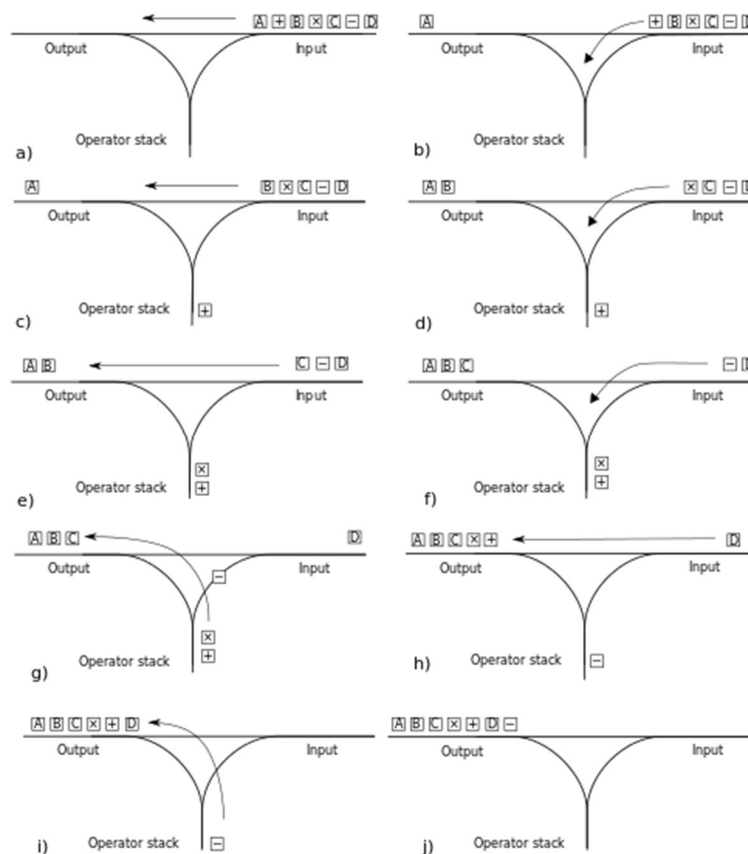 A + B × C − D
Output Input
Operator stack
a)
A + B × C − D
Output Input
Operator stack
b)
A B × C − D
Output Input
Operator stack +
c)
A B × C − D
Output Input
Operator stack +
d)
A B C − D
Output Input
×
Operator stack +
e)
A B C − D
Output Input
×
Operator stack +
f)
A B C D
Output − Input
×
Operator stack +
g)
A B C × + D
Output Input
Operator stack −
h)
A B C × + D
Output Input
Operator stack −
i)
A B C × + D −
Output Input
Operator stack
j)